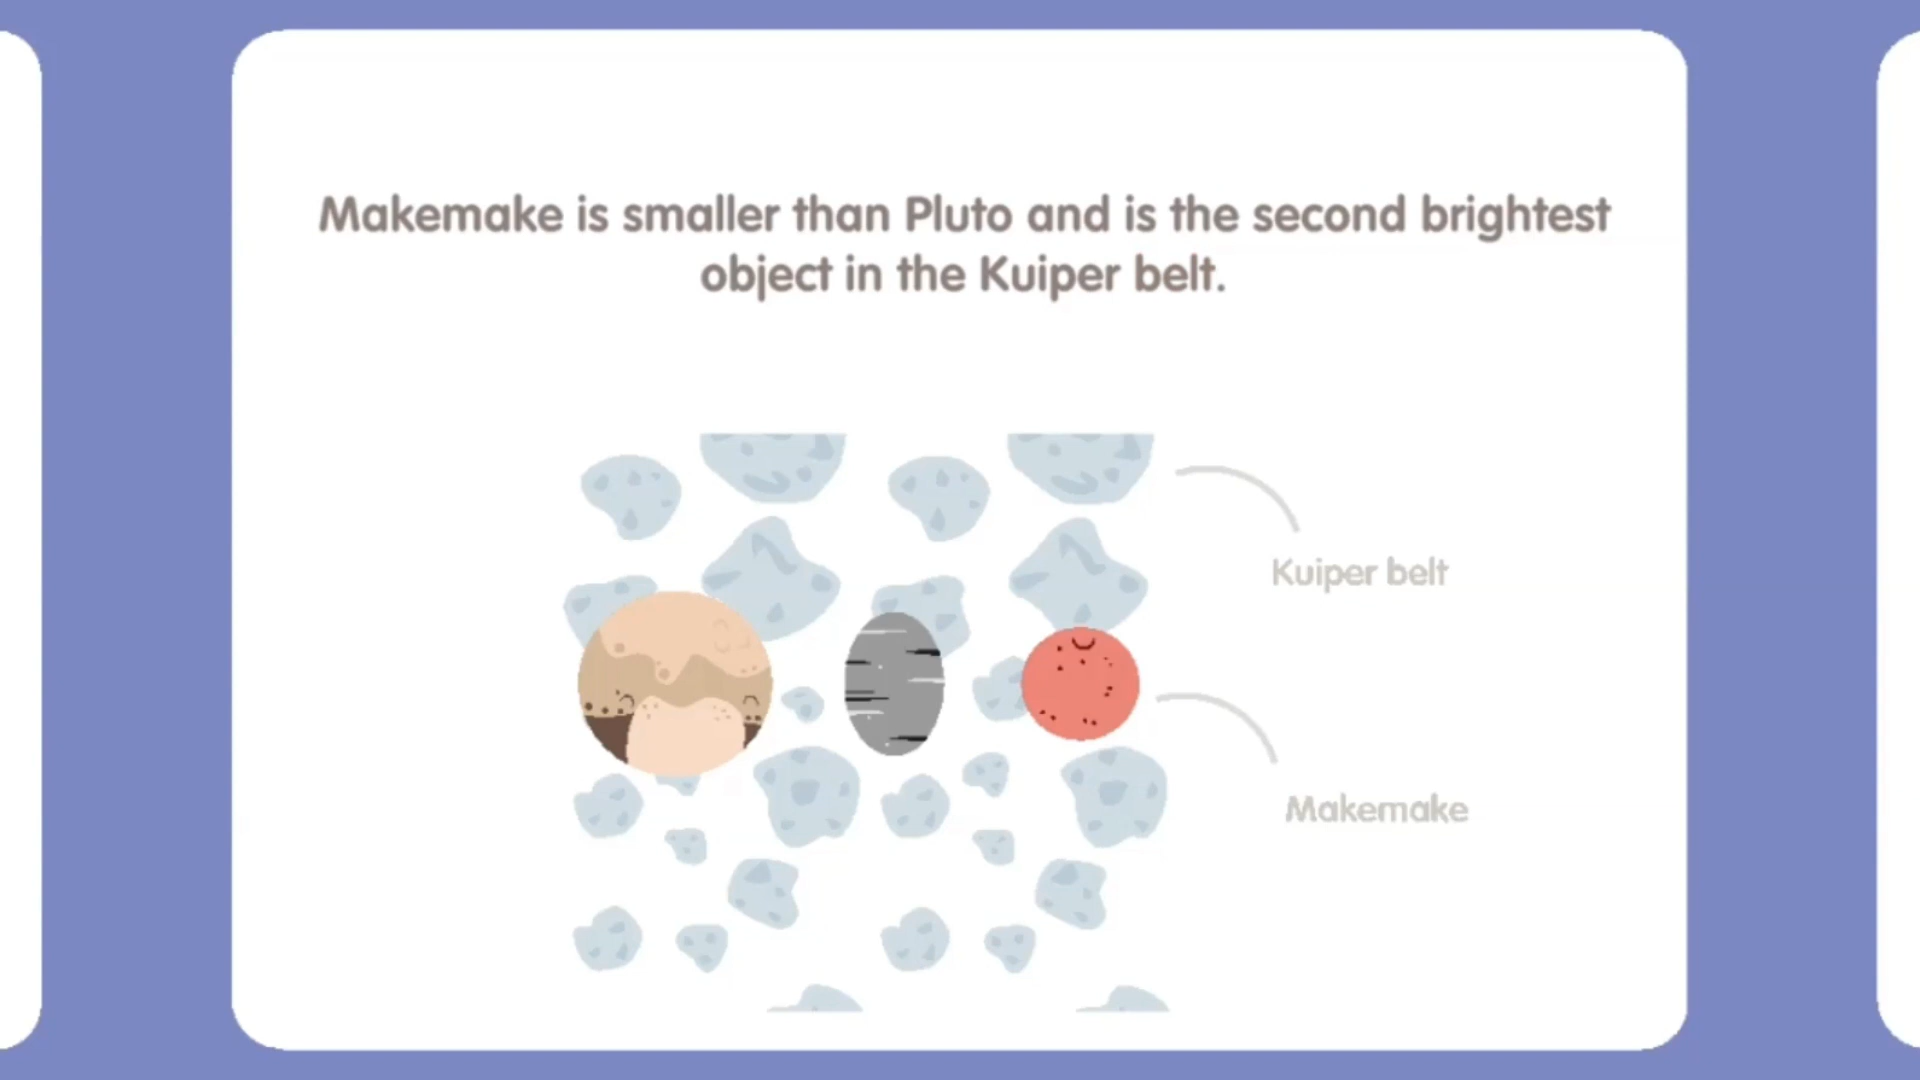 Makemake is smaller than Pluto and is the second brightest
object in the Kuiper belt.
Kuiper belt
Makemake